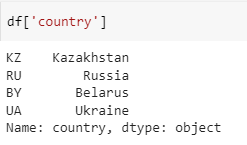 df['country']
KZ    Kazakhstan
RU        Russia
BY       Belarus
UA       Ukraine
Name: country, dtype: object